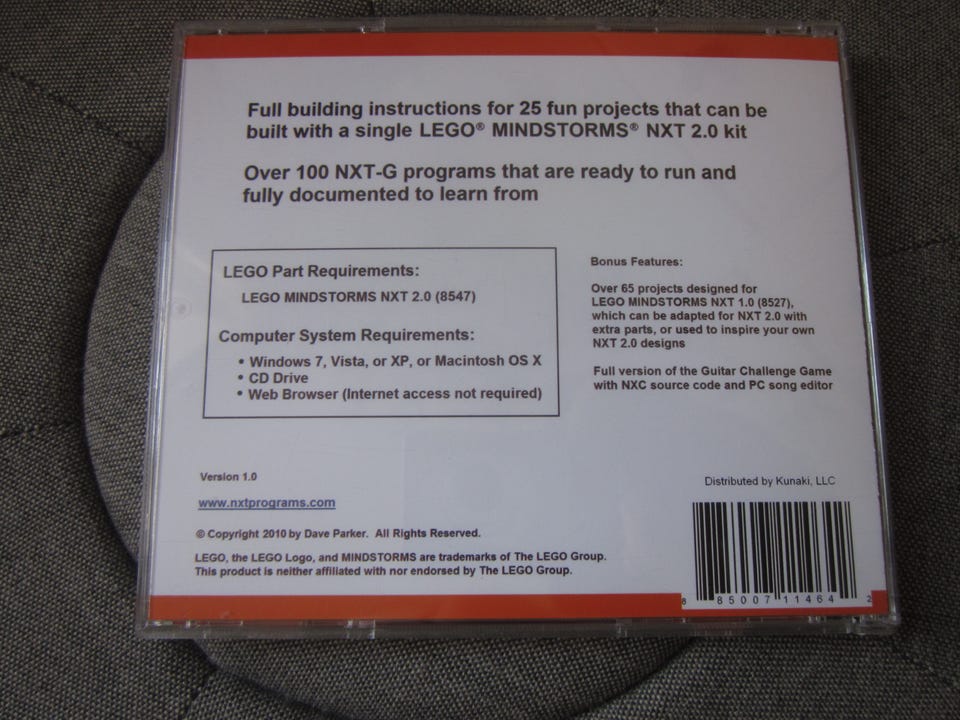 Full building instructions for 25 fun projects that can be
built with a single LEGO® MINDSTORMS® NXT 2.0 kit
Over 100 NXT-G programs that are ready to run and
fully documented to learn from
LEGO Part Requirements:
LEGO MINDSTORMS NXT 2.0 (8547)
Computer System Requirements:
• Windows 7, Vista, or XP, or Macintosh OS X
• CD Drive
• Web Browser (Internet access not required)
Bonus Features:
Over 65 projects designed for
LEGO MINDSTORMS NXT 1.0 (8527),
which can be adapted for NXT 2.0 with
extra parts, or used to inspire your own
NXT 2.0 designs
Full version of the Guitar Challenge Game
with NXC source code and PC song editor
Version 1.0
www.nxtprograms.com
© Copyright 2010 by Dave Parker. All Rights Reserved.
LEGO, the LEGO Logo, and MINDSTORMS are trademarks of The LEGO Group.
This product is neither affiliated with nor endorsed by The LEGO Group.
Distributed by Kunaki, LLC
8 85007 11464 2